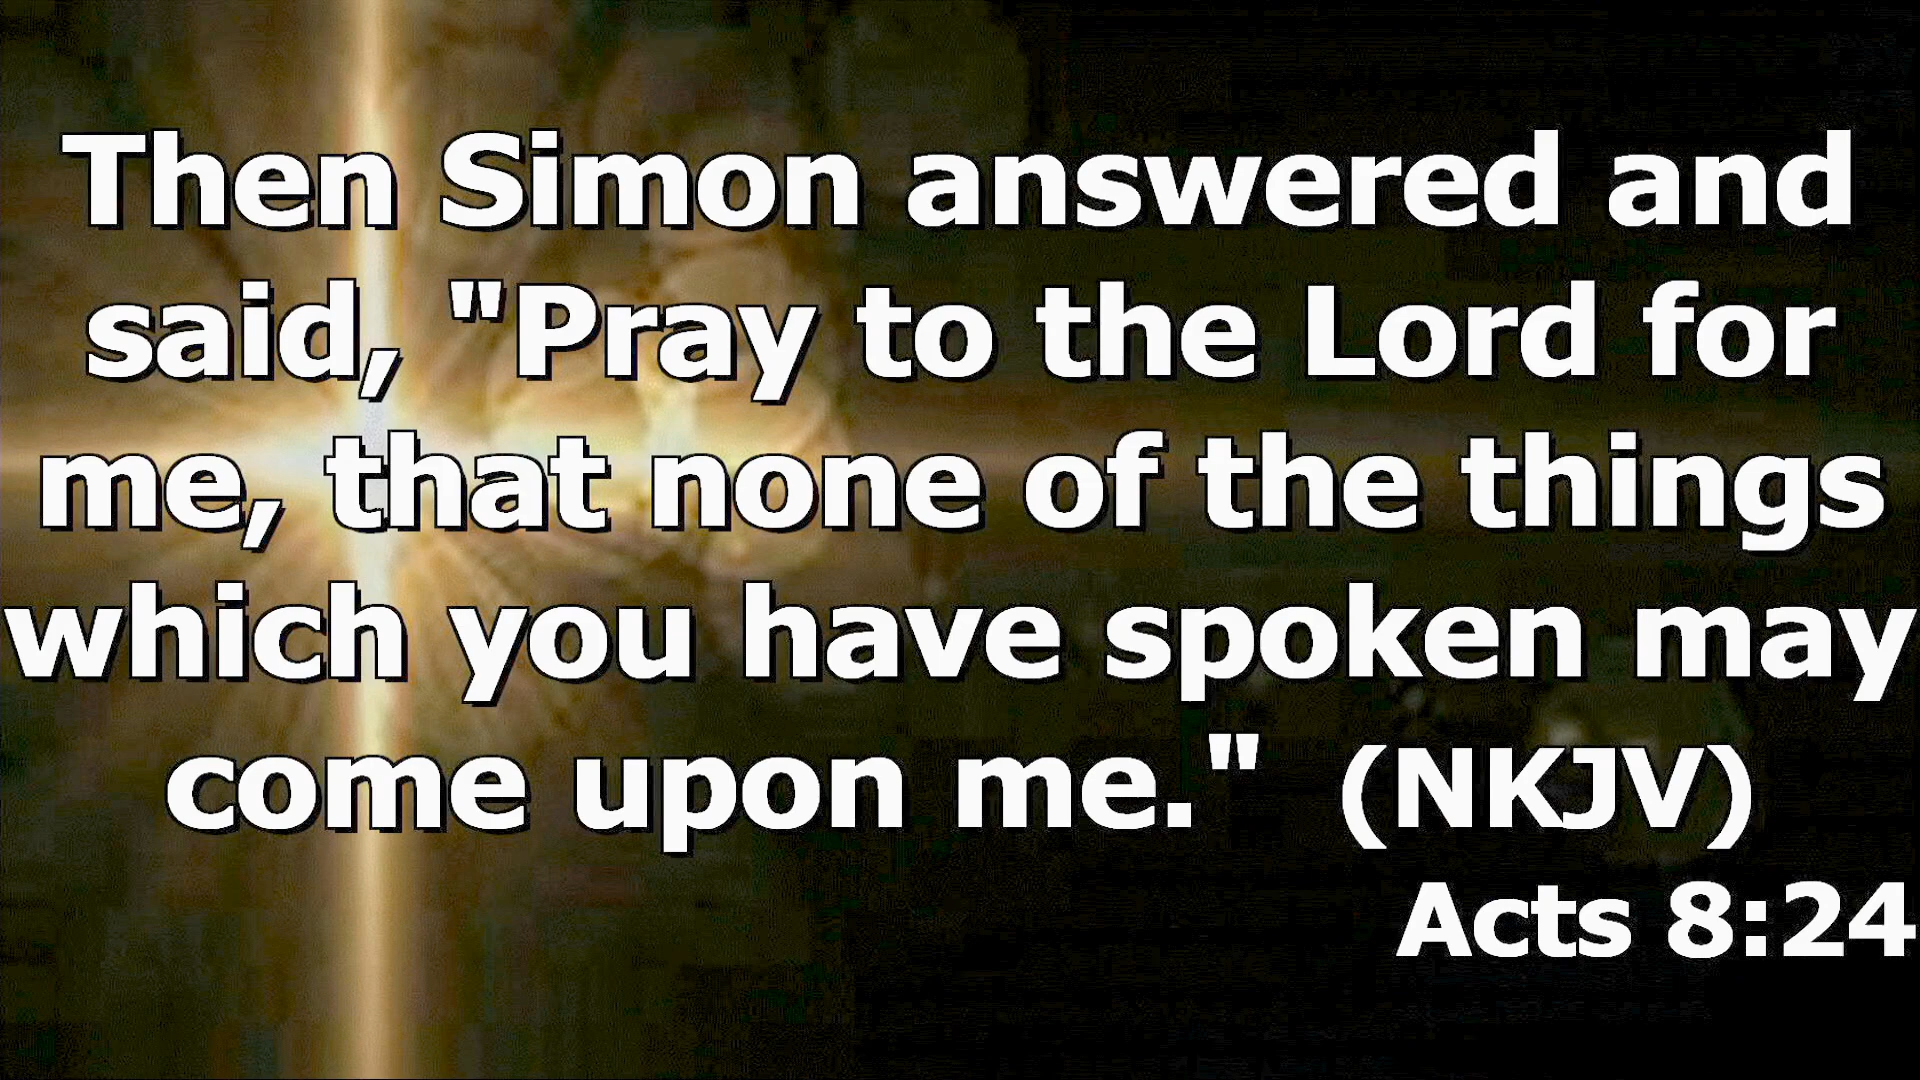 Then Simon answered and
said, "Pray to the Lord for
me, that none of the things
which you have spoken may
come upon me." (NKJV)
Acts 8:24